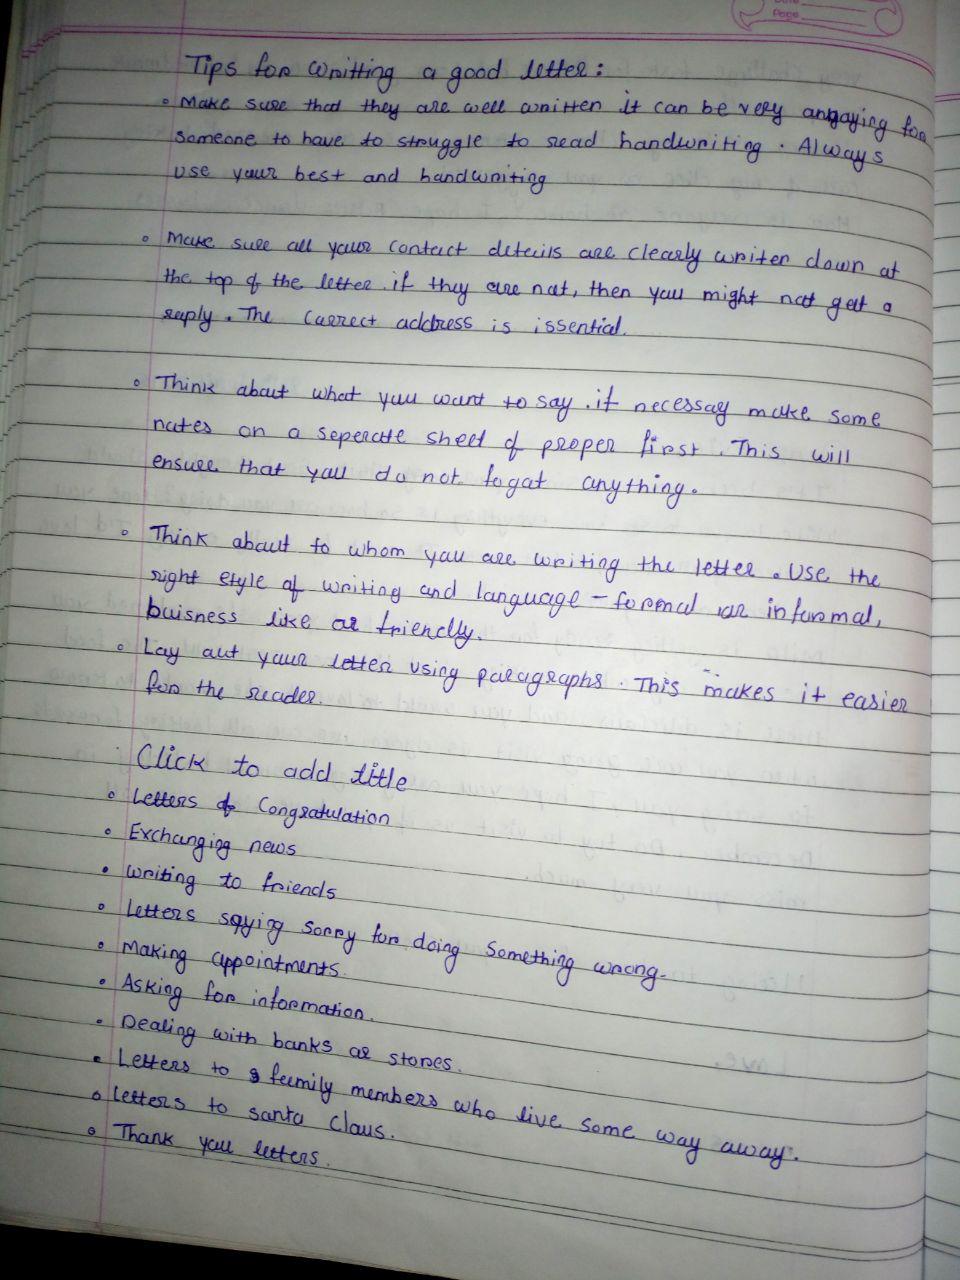 Date
Page
Tips for writting a good letter:
• Make sure that they are well written it can be very for
someone to have to struggle to read handwriting. Always
use your best and handwriting
• Make sure all your contact details are clearly writen down at
the top of the letter. if they are not, then you might not get a
reply. The Currect address is issential.
• Think about what you want to say. if necessay make some
notes on a seperate sheet of proper first. This will
ensure that you do not fogat anything.
• Think about to whom you are writing the letter. Use the
right style of writing and language - formal or informal,
buisness like or friendly.
• Lay out your letter using paragraphs. This makes it easier
for the reader.
Click to add title
• Letters of Congratulation
• Exchanging news
• writing to friends
• Letters saying sorry for doing Something wrong.
• Making appointments.
• Asking for information.
• Dealing with banks or stores.
• Letters to family members who live some way away.
• Letters to santa Claus.
• Thank you letters.